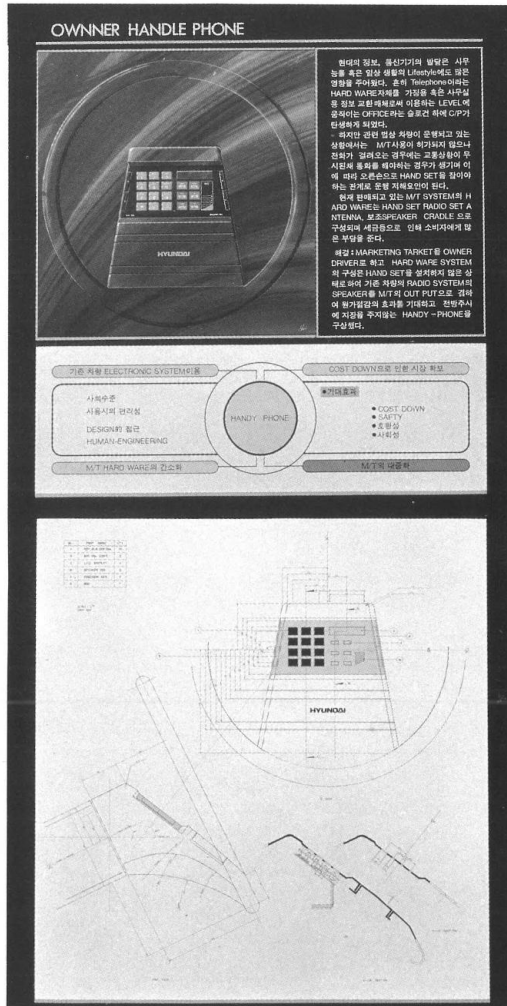 OWNNER HANDLE PHONE
현대의 정보, 통신기기의 발달은 사무
능률 혹은 일상 생활의 Lifestyle에도 많은
영향을 주어왔다. 흔히 Telephone이라는
HARD WARE자체를 가정용 혹은 사무실
용 정보 교환매체로써 이용하는 LEVEL에
움직이는 OFFICE라는 슬로건 하에 C/P가
탄생하게 되었다.
하지만 관련 법상 차량이 운행되고 있는
상황에서는 M/T사용이 허가되지 않으나
전화가 걸려오는 경우에는 교통상황이 무
시된채 통화를 해야하는 경우가 생기며 이
에 따라 오른손으로 HAND SET을 잡아야
하는 관계로 운행 저해요인이 된다.
현재 판매되고 있는 M/T SYSTEM의 H
ARD WARE는 HAND SET RADIO SET A
NTENNA, 보조SPEAKER CRADLE 으로
구성되며 세금등으로 인해 소비자에게 많
은 부담을 준다.
해결 : MARKETING TARKET을 OWNER
DRIVER로 하고 HARD WARE SYSTEM
의 구성은 HAND SET을 설치하지 않은 상
태로하여 기존 차량의 RADIO SYSTEM의
SPEAKER를 M/T의 OUT PUT으로 겸하
여 원가절감의 효과를 기대하고 전방주시
에 지장을 주지않는 HANDY-PHONE을
구상했다.
HYUNDAI
기존 차량 ELECTRONIC SYSTEM이용
COST DOWN으로 인한 시장 확보
사의수준
사용시의 편리성
DESIGN的 접근
HUMAN-ENGINEERING
HANDY PHONE
●기대효과
● COST DOWN
● SAFTY
● 효율성
● 사회성
M/T HARD WARE의 간소화
M/T의 대중화
HYUNDAI